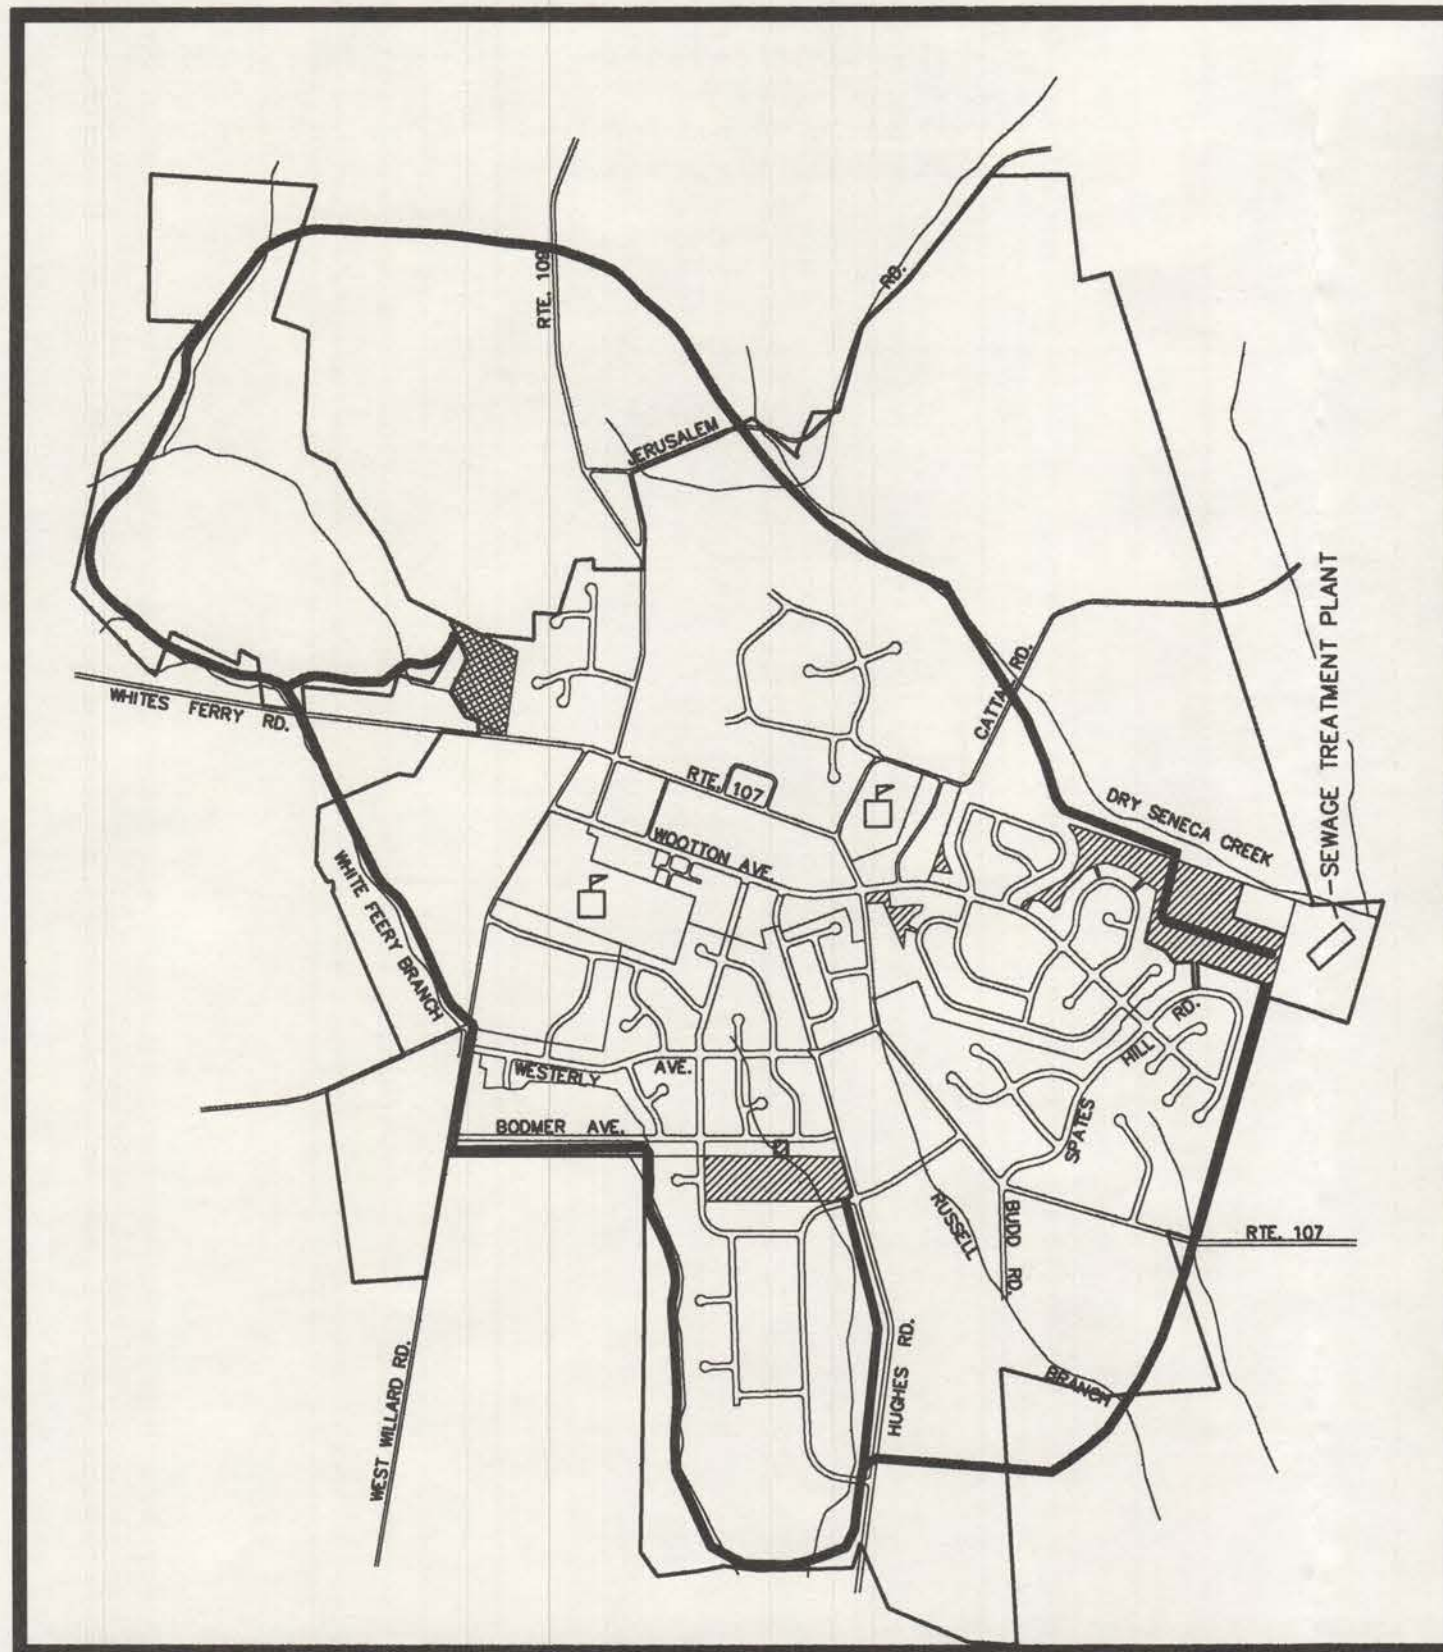 RTE. 109
RD.
JERUSALEM
SEWAGE TREATMENT PLANT
WHITES FERRY RD.
CATTAIL RD.
RTE. 107
DRY SENECA CREEK
WOOTTON AVE.
WHITE FEERY BRANCH
HILL RD.
WESTERLY AVE.
SPATES
BODMER AVE.
RUSSELL
BUDD RD.
RTE. 107
WEST WILLARD RD.
HUGHES RD.
BRANCH